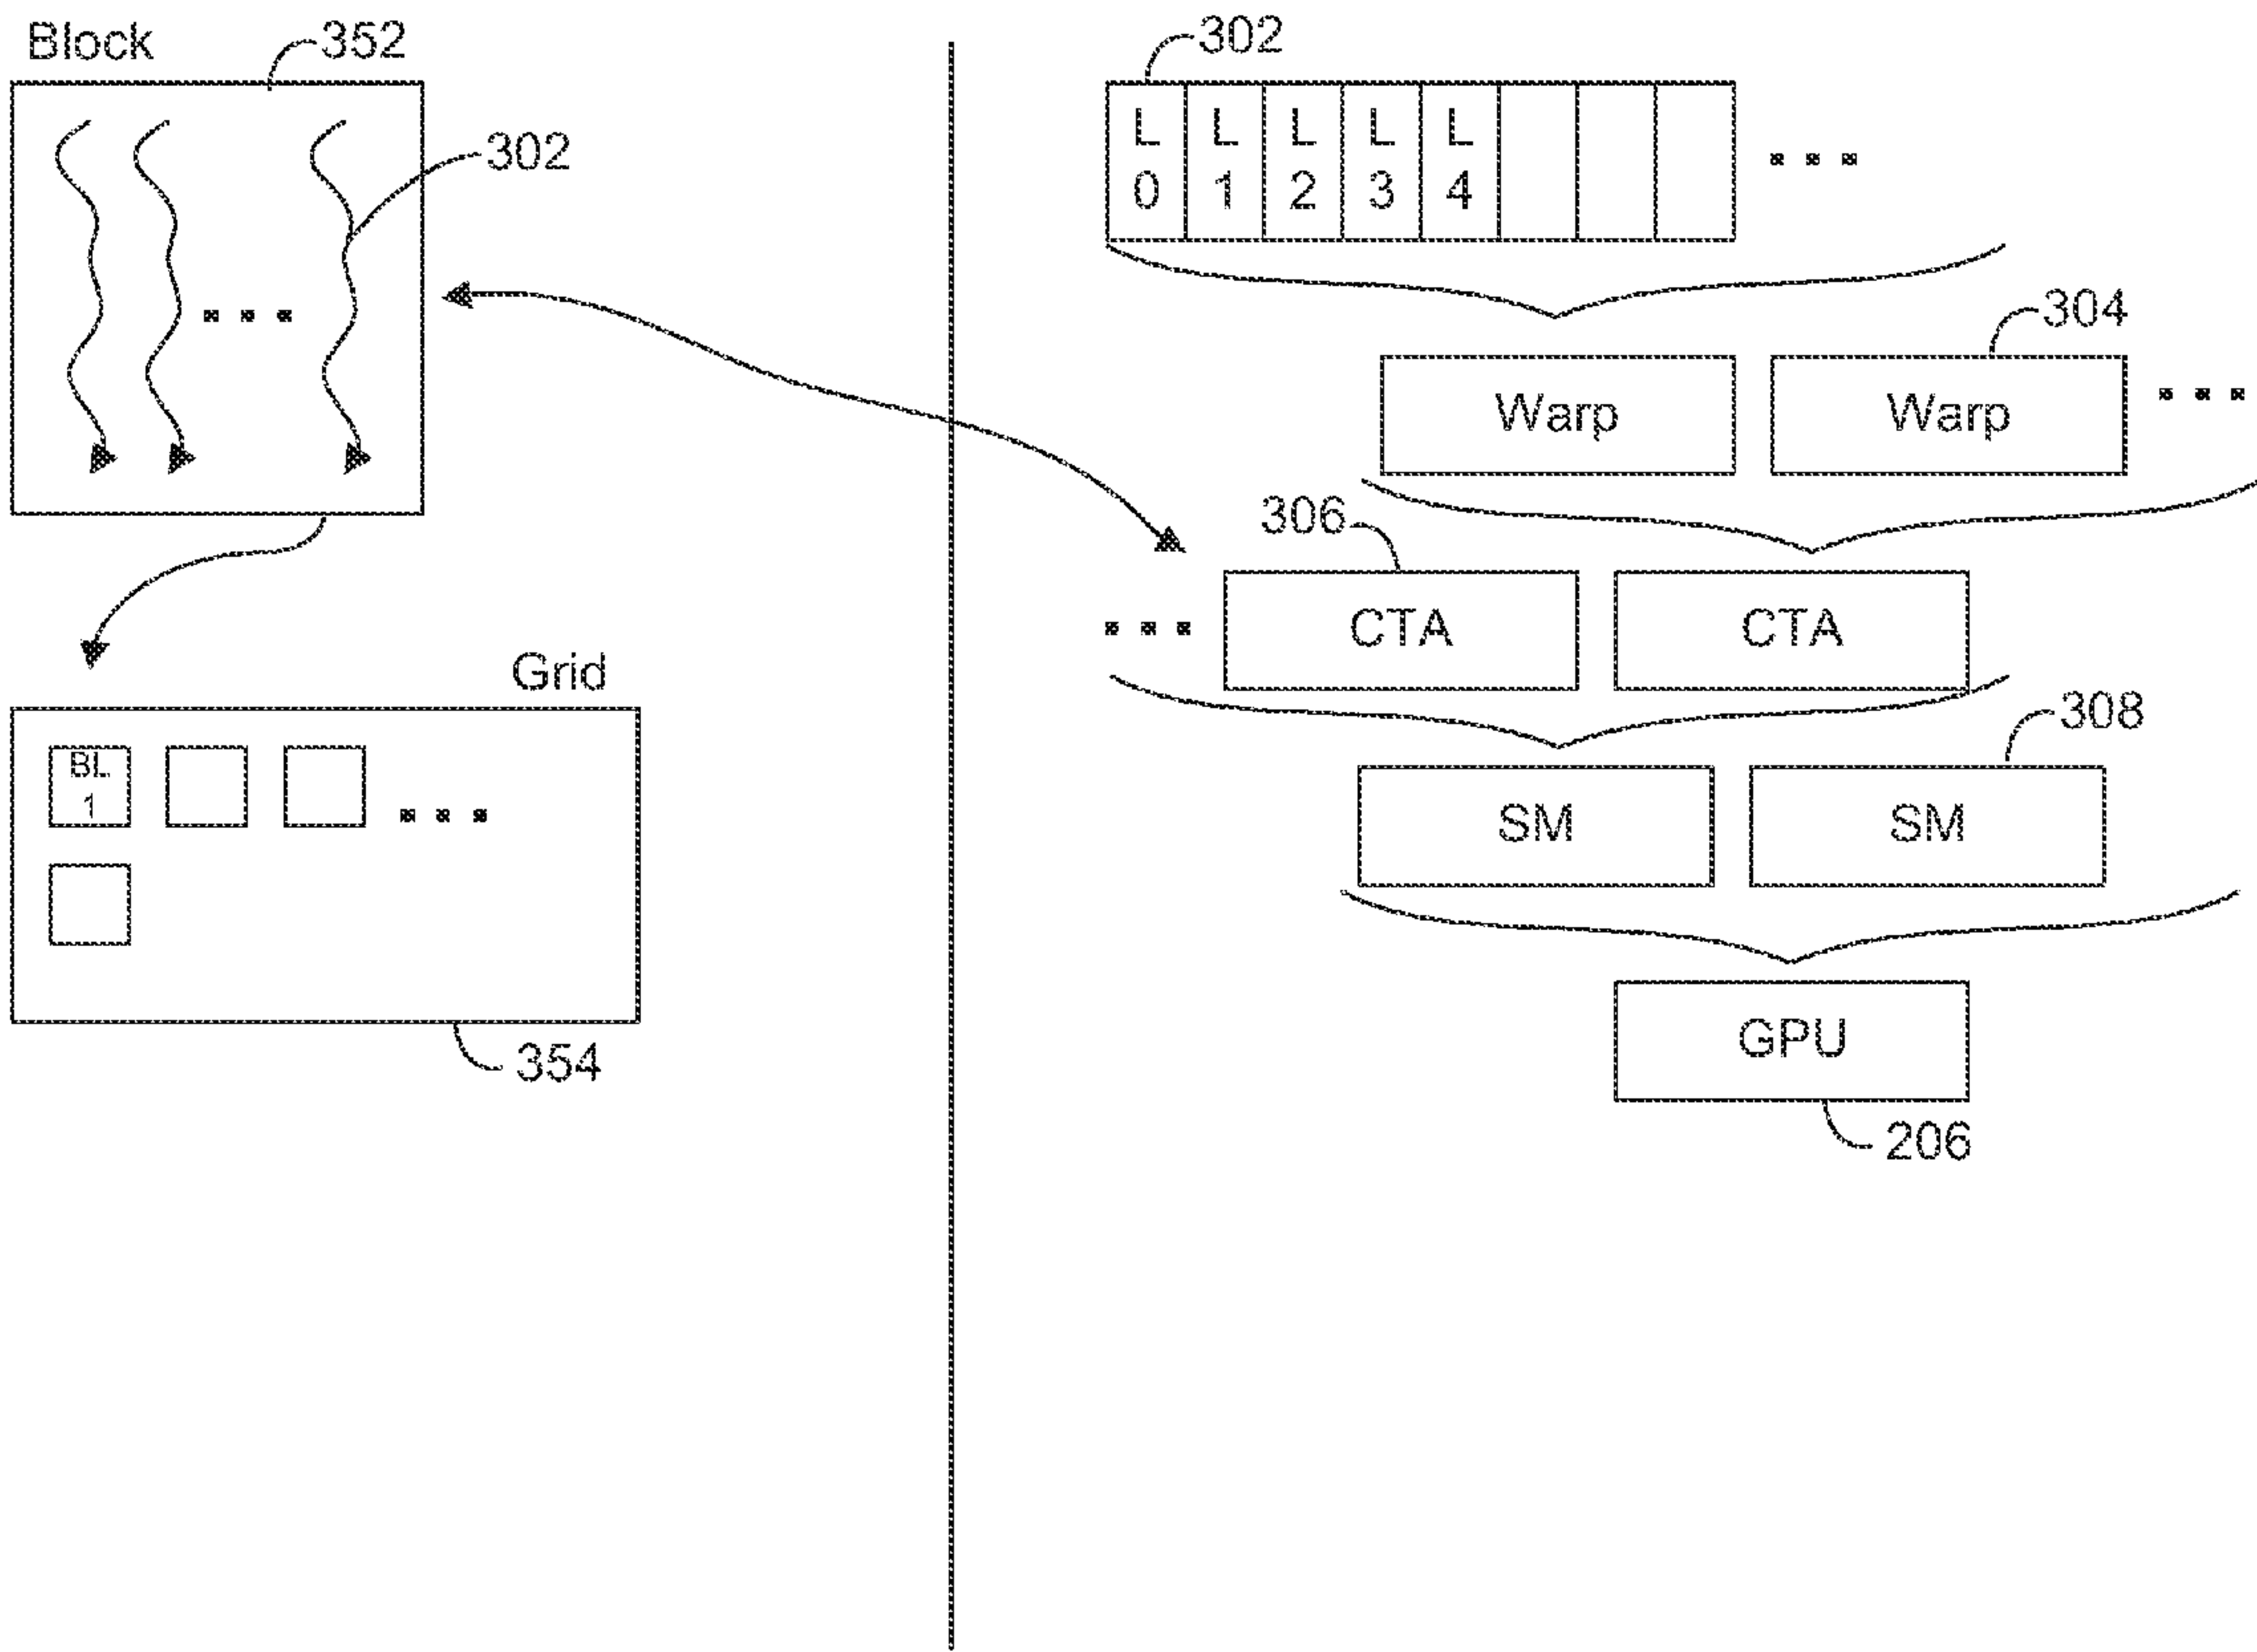 Block
352
302
Grid
BL
1
354
302
L L L L L
0 1 2 3 4
304
Warp Warp
306
CTA CTA
308
SM SM
GPU
206